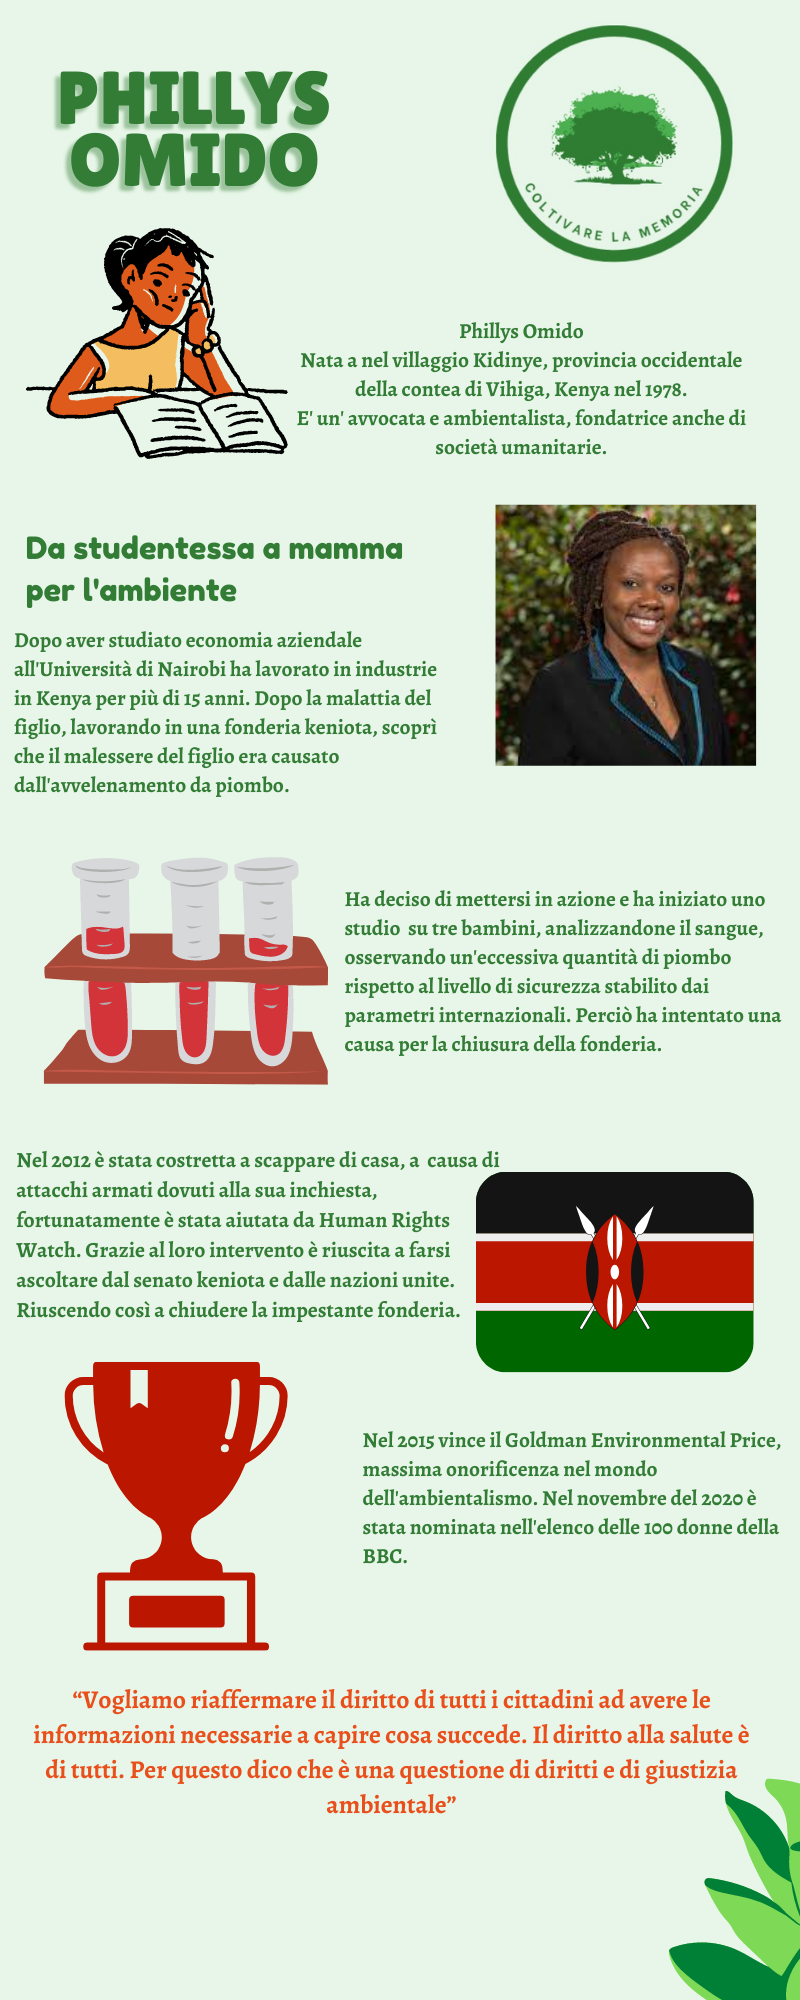 PHILLYS
OMIDO
COLTIVARE LA MEMORIA
Phillys Omido
Nata a nel villaggio Kidinye, provincia occidentale
della contea di Vihiga, Kenya nel 1978.
E' un' avvocata e ambientalista, fondatrice anche di
società umanitarie.
Da studentessa a mamma
per l'ambiente
Dopo aver studiato economia aziendale
all'Università di Nairobi ha lavorato in industrie
in Kenya per più di 15 anni. Dopo la malattia del
figlio, lavorando in una fonderia keniota, scoprì
che il malessere del figlio era causato
dall'avvelenamento da piombo.
Ha deciso di mettersi in azione e ha iniziato uno
studio  su tre bambini, analizzandone il sangue,
osservando un'eccessiva quantità di piombo
rispetto al livello di sicurezza stabilito dai
parametri internazionali. Perciò ha intentato una
causa per la chiusura della fonderia.
Nel 2012 è stata costretta a scappare di casa, a  causa di
attacchi armati dovuti alla sua inchiesta,
fortunatamente è stata aiutata da Human Rights
Watch. Grazie al loro intervento è riuscita a farsi
ascoltare dal senato keniota e dalle nazioni unite.
Riuscendo così a chiudere la impestante fonderia.
Nel 2015 vince il Goldman Environmental Price,
massima onorificenza nel mondo
dell'ambientalismo. Nel novembre del 2020 è
stata nominata nell'elenco delle 100 donne della
BBC.
“Vogliamo riaffermare il diritto di tutti i cittadini ad avere le
informazioni necessarie a capire cosa succede. Il diritto alla salute è
di tutti. Per questo dico che è una questione di diritti e di giustizia
ambientale”